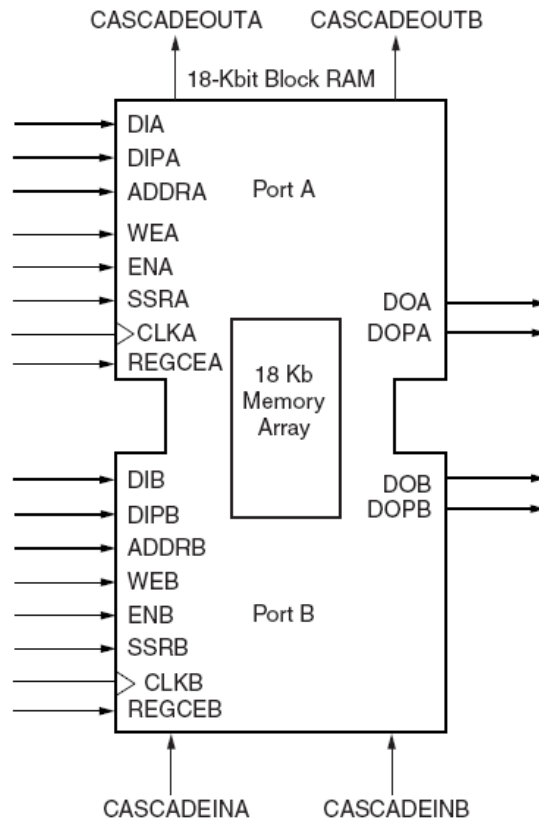 CASCADEOUTA CASCADEOUTB
18-Kbit Block RAM
DIA
DIPA
ADDRA
Port A
WEA
ENA
SSRA
DOA
CLKA
DOPA
REGCEA
18 Kb
Memory
Array
DIB
DOB
DIPB
DOPB
ADDRB
WEB
ENB
Port B
SSRB
CLKB
REGCEB
CASCADEINA CASCADEINB